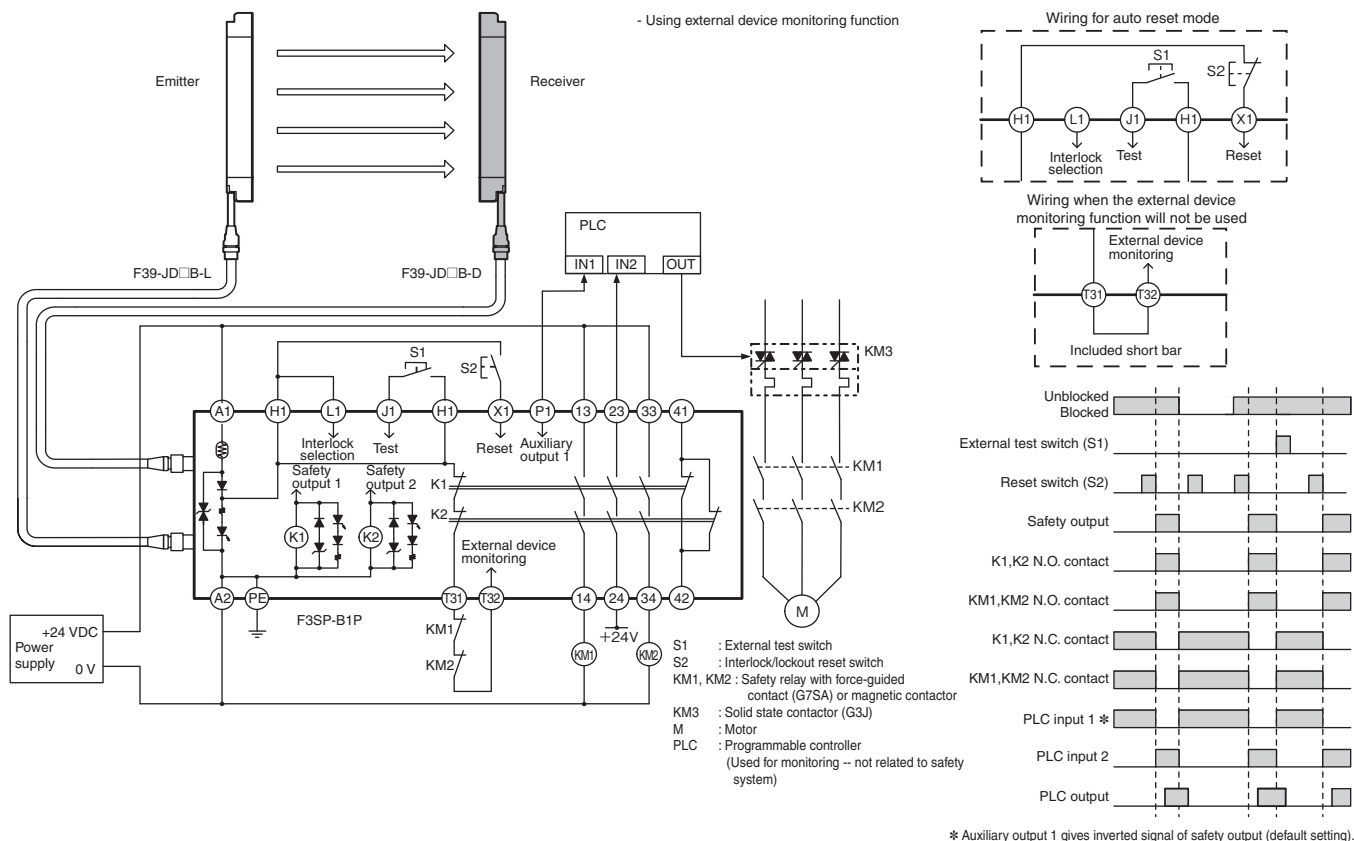 - Using external device monitoring function
Emitter
Receiver
F39-JD□B-L
F39-JD□B-D
PLC
IN1
IN2
OUT
KM3
S1
S2
A1
H1
L1
J1
H1
X1
P1
13
23
33
41
Interlock
selection
Test
Reset
Auxiliary
output 1
Safety
output 1
Safety
output 2
K1
K2
K1
K2
External device
monitoring
KM1
KM2
A2
PE
T31
T32
14
24
34
42
F3SP-B1P
+24V
KM1
KM2
KM1
KM2
M
+24 VDC
Power
supply
0 V
S1 : External test switch
S2 : Interlock/lockout reset switch
KM1, KM2 : Safety relay with force-guided
contact (G7SA) or magnetic contactor
KM3 : Solid state contactor (G3J)
M : Motor
PLC : Programmable controller
(Used for monitoring -- not related to safety
system)
Wiring for auto reset mode
S1
S2
H1
L1
J1
H1
X1
Interlock
selection
Test
Reset
Wiring when the external device
monitoring function will not be used
External device
monitoring
T31
T32
Included short bar
Unblocked
Blocked
External test switch (S1)
Reset switch (S2)
Safety output
K1,K2 N.O. contact
KM1,KM2 N.O. contact
K1,K2 N.C. contact
KM1,KM2 N.C. contact
PLC input 1 ✻
PLC input 2
PLC output
✻ Auxiliary output 1 gives inverted signal of safety output (default setting).